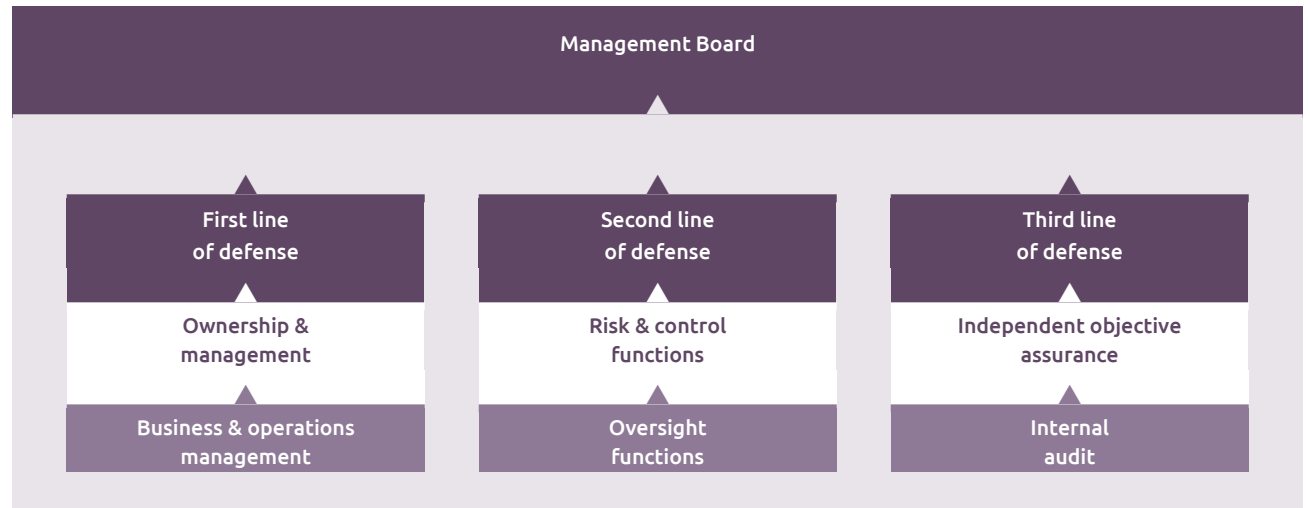 Management Board
First line
of defense
Ownership &
management
Business & operations
management
Second line
of defense
Risk & control
functions
Oversight
functions
Third line
of defense
Independent objective
assurance
Internal
audit